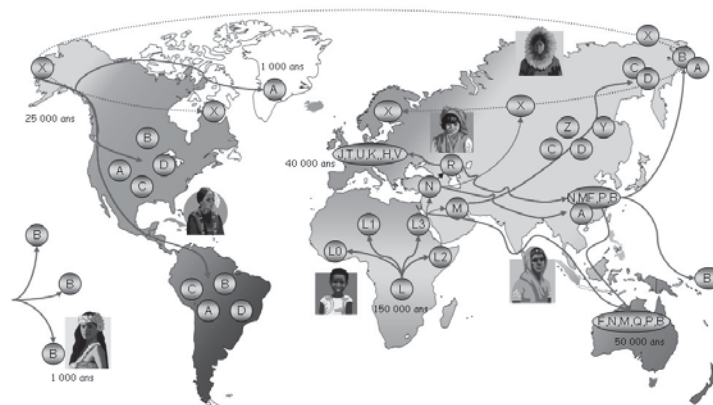 X
1 000 ans
X
B
A
X
A
C
D
25 000 ans
X
X
X
Z
Y
B
J,T,U,K,,H,V
R
C
D
40 000 ans
A
D
C
N
N,M,F,P,B
M
A
L1
L3
B
L0
L2
B
C
B
L
B
150 000 ans
A
D
F,N,M,Q,P,B
B
50 000 ans
1 000 ans